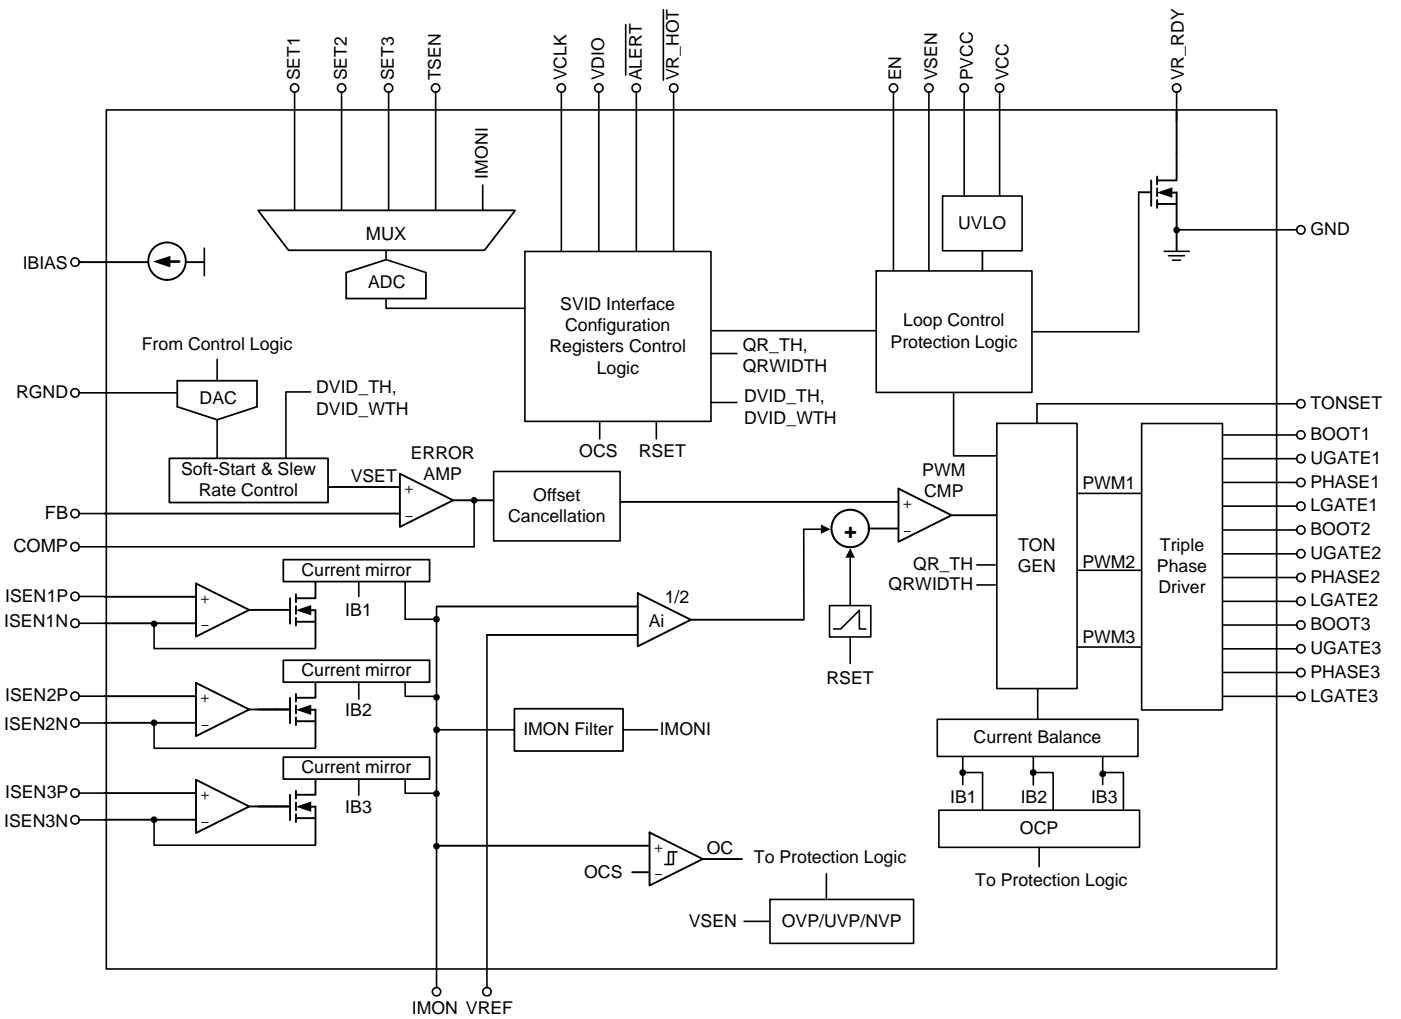 SET1
SET2
SET3
TSEN
VCLK
VDIO
ALERT
VR_HOT
EN
VSEN
PVCC
VCC
VR_RDY
IMONI
MUX
ADC
UVLO
GND
IBIAS
SVID Interface
Configuration
Registers Control
Logic
Loop Control
Protection Logic
From Control Logic
DAC
RGND
DVID_TH,
DVID_WTH
QR_TH,
QRWIDTH
DVID_TH,
DVID_WTH
OCS
RSET
TONSET
Soft-Start & Slew
Rate Control
VSET
ERROR
AMP
+
−
Offset
Cancellation
PWM
CMP
+
−
+
FB
COMP
TON
GEN
QR_TH
QRWIDTH
PWM1
PWM2
PWM3
Triple
Phase
Driver
BOOT1
UGATE1
PHASE1
LGATE1
BOOT2
UGATE2
PHASE2
LGATE2
BOOT3
UGATE3
PHASE3
LGATE3
ISEN1P
ISEN1N
+
−
Current mirror
IB1
1/2
Ai
RSET
ISEN2P
ISEN2N
+
−
Current mirror
IB2
IMON Filter
IMONI
Current Balance
IB1
IB2
IB3
OCP
To Protection Logic
ISEN3P
ISEN3N
+
−
Current mirror
IB3
+
−
OCS
OC
To Protection Logic
VSEN
OVP/UVP/NVP
IMON
VREF